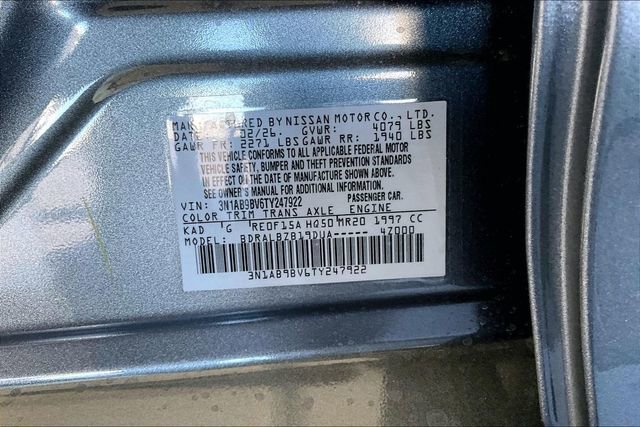 MANUFACTURED BY NISSAN MOTOR CO., LTD.
DATE: 02/26. GVWR: 4079 LBS
GAWR FR: 2271 LBS GAWR RR: 1940 LBS
THIS VEHICLE CONFORMS TO ALL APPLICABLE FEDERAL MOTOR
VEHICLE SAFETY, BUMPER, AND THEFT PREVENTION STANDARDS
IN EFFECT ON THE DATE OF MANUFACTURE SHOWN ABOVE.
SEE OWNER'S MANUAL FOR ADDITIONAL INFORMATION.
VIN: 3N1AB9BV6TY247922 PASSENGER CAR.
COLOR TRIM TRANS AXLE ENGINE
KAD G RE0F15A HQ50 MR20 1997 CC
MODEL: BDRALBZB19DUA----- 47000
3N1AB9BV6TY247922